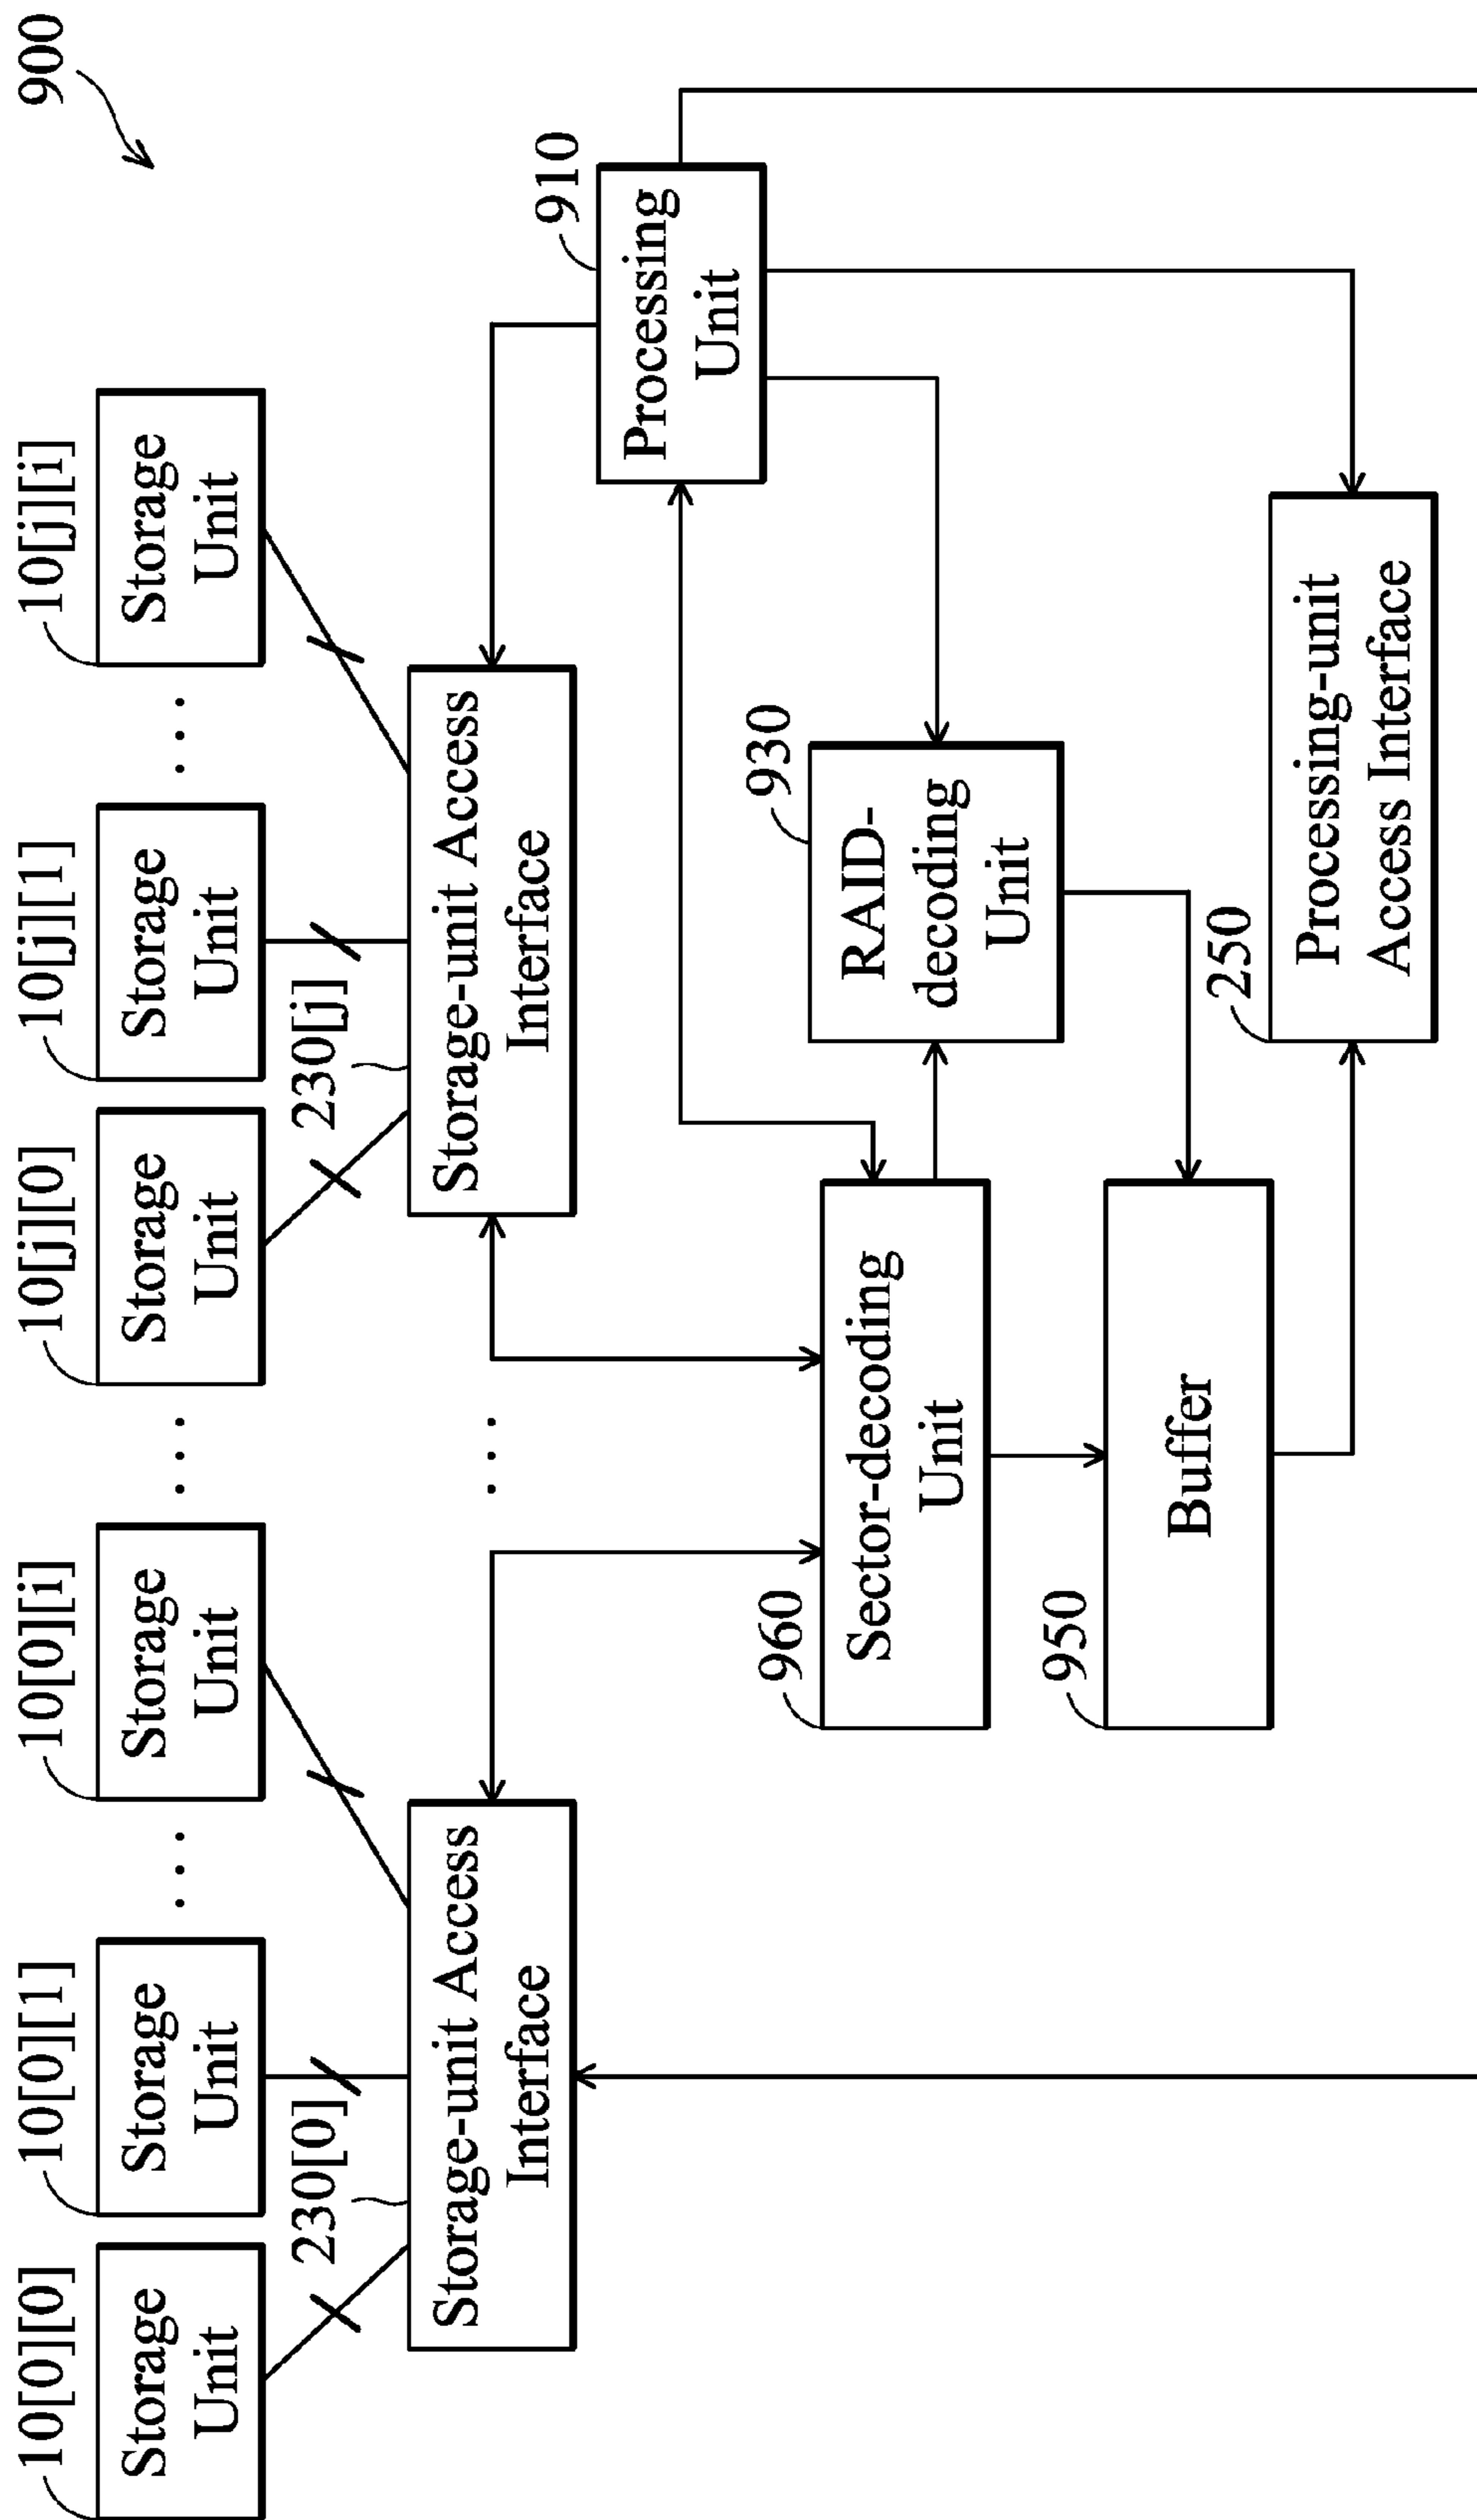 900
10[0][0]
10[0][1]
10[0][i]
10[j][0]
10[j][1]
10[j][i]
Storage
Unit
Storage
Unit
. . .
Storage
Unit
. . .
Storage
Unit
Storage
Unit
. . .
Storage
Unit
230[0]
230[j]
Storage-unit Access
Interface
. . .
Storage-unit Access
Interface
910
Processing
Unit
960
Sector-decoding
Unit
930
RAID-
decoding
Unit
950
Buffer
250
Processing-unit
Access Interface